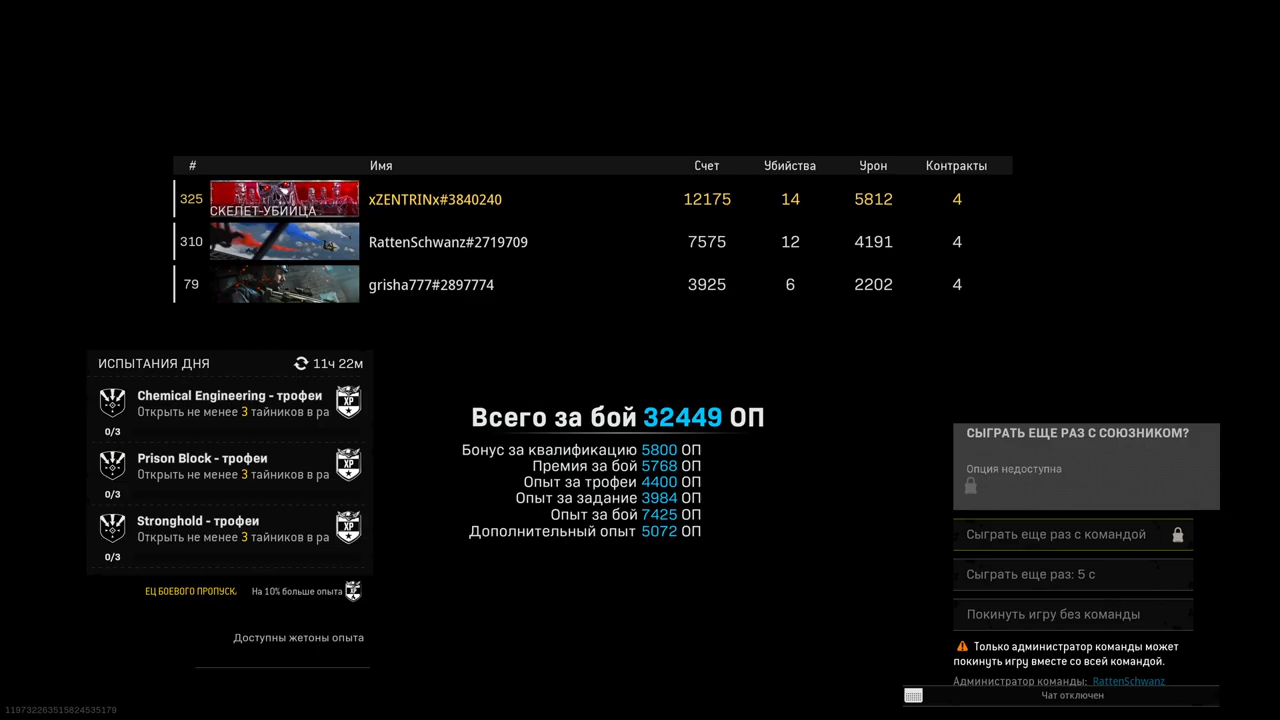 # Имя Счет Убийства Урон Контракты
325 СКЕЛЕТ-УБИЙЦА xZENTRINx#3840240 12175 14 5812 4
310 RattenSchwanz#2719709 7575 12 4191 4
79 grisha777#2897774 3925 6 2202 4
ИСПЫТАНИЯ ДНЯ 11ч 22м
Chemical Engineering - трофеи
Открыть не менее 3 тайников в ра
XP
0/3
Prison Block - трофеи
Открыть не менее 3 тайников в ра
XP
0/3
Stronghold - трофеи
Открыть не менее 3 тайников в ра
XP
0/3
ЕЦ БОЕВОГО ПРОПУСК. На 10% больше опыта XP
Доступны жетоны опыта
Всего за бой 32449 ОП
Бонус за квалификацию 5800 ОП
Премия за бой 5768 ОП
Опыт за трофеи 4400 ОП
Опыт за задание 3984 ОП
Опыт за бой 7425 ОП
Дополнительный опыт 5072 ОП
СЫГРАТЬ ЕЩЕ РАЗ С СОЮЗНИКОМ?
Опция недоступна
Сыграть еще раз с командой
Сыграть еще раз: 5 с
Покинуть игру без команды
Только администратор команды может
покинуть игру вместе со всей командой.
Администратор команды: RattenSchwanz
Чат отключен
119732263515824535179